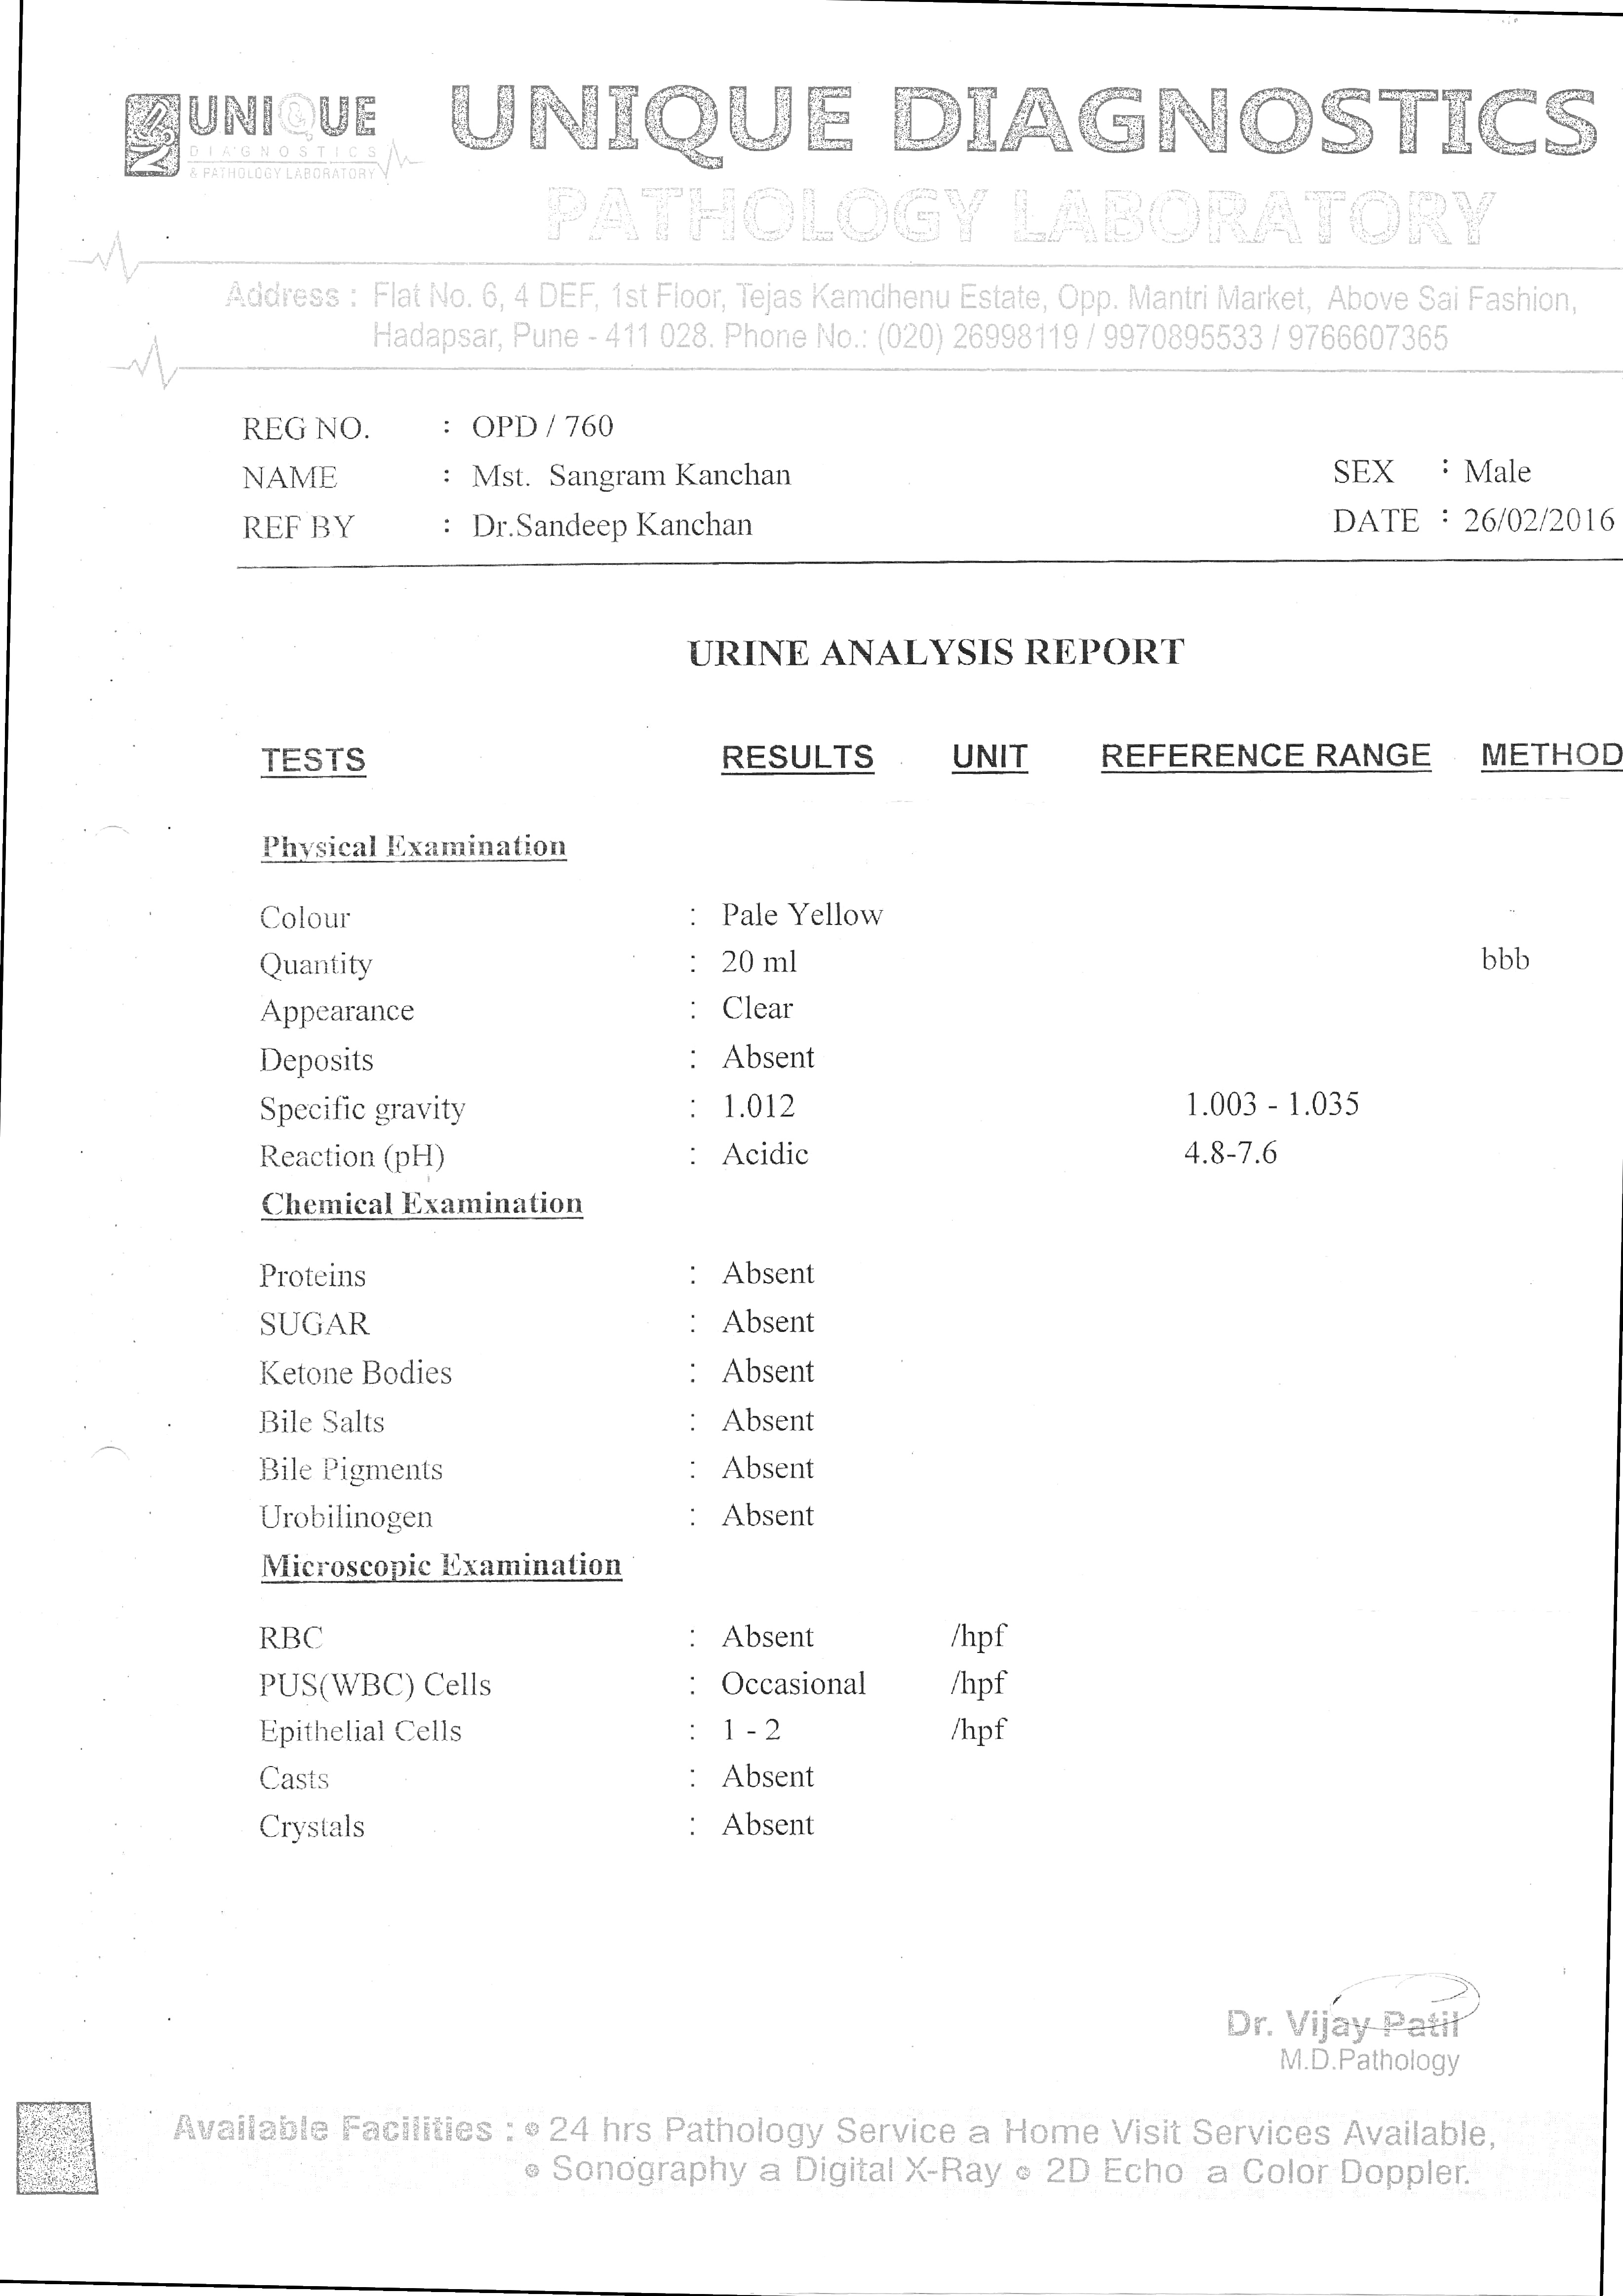 UNIQUE
DIAGNOSTICS
& PATHOLOGY LABORATORY
UNIQUE DIAGNOSTICS
PATHOLOGY LABORATORY
Address : Flat No. 6, 4 DEF, 1st Floor, Tejas Kamdhenu Estate, Opp. Mantri Market, Above Sai Fashion,
Hadapsar, Pune - 411 028. Phone No.: (020) 26998119 / 9970895533 / 9766607365
REG NO. : OPD / 760
NAME : Mst. Sangram Kanchan SEX : Male
REF BY : Dr.Sandeep Kanchan DATE : 26/02/2016
URINE ANALYSIS REPORT
TESTS RESULTS UNIT REFERENCE RANGE METHOD
Physical Examination
Colour : Pale Yellow
Quantity : 20 ml bbb
Appearance : Clear
Deposits : Absent
Specific gravity : 1.012 1.003 - 1.035
Reaction (pH) : Acidic 4.8-7.6
Chemical Examination
Proteins : Absent
SUGAR : Absent
Ketone Bodies : Absent
Bile Salts : Absent
Bile Pigments : Absent
Urobilinogen : Absent
Microscopic Examination
RBC : Absent /hpf
PUS(WBC) Cells : Occasional /hpf
Epithelial Cells : 1 - 2 /hpf
Casts : Absent
Crystals : Absent
Dr. Vijay Patil
M.D.Pathology
Available Facilities : • 24 hrs Pathology Service a Home Visit Services Available,
• Sonography a Digital X-Ray • 2D Echo a Color Doppler.